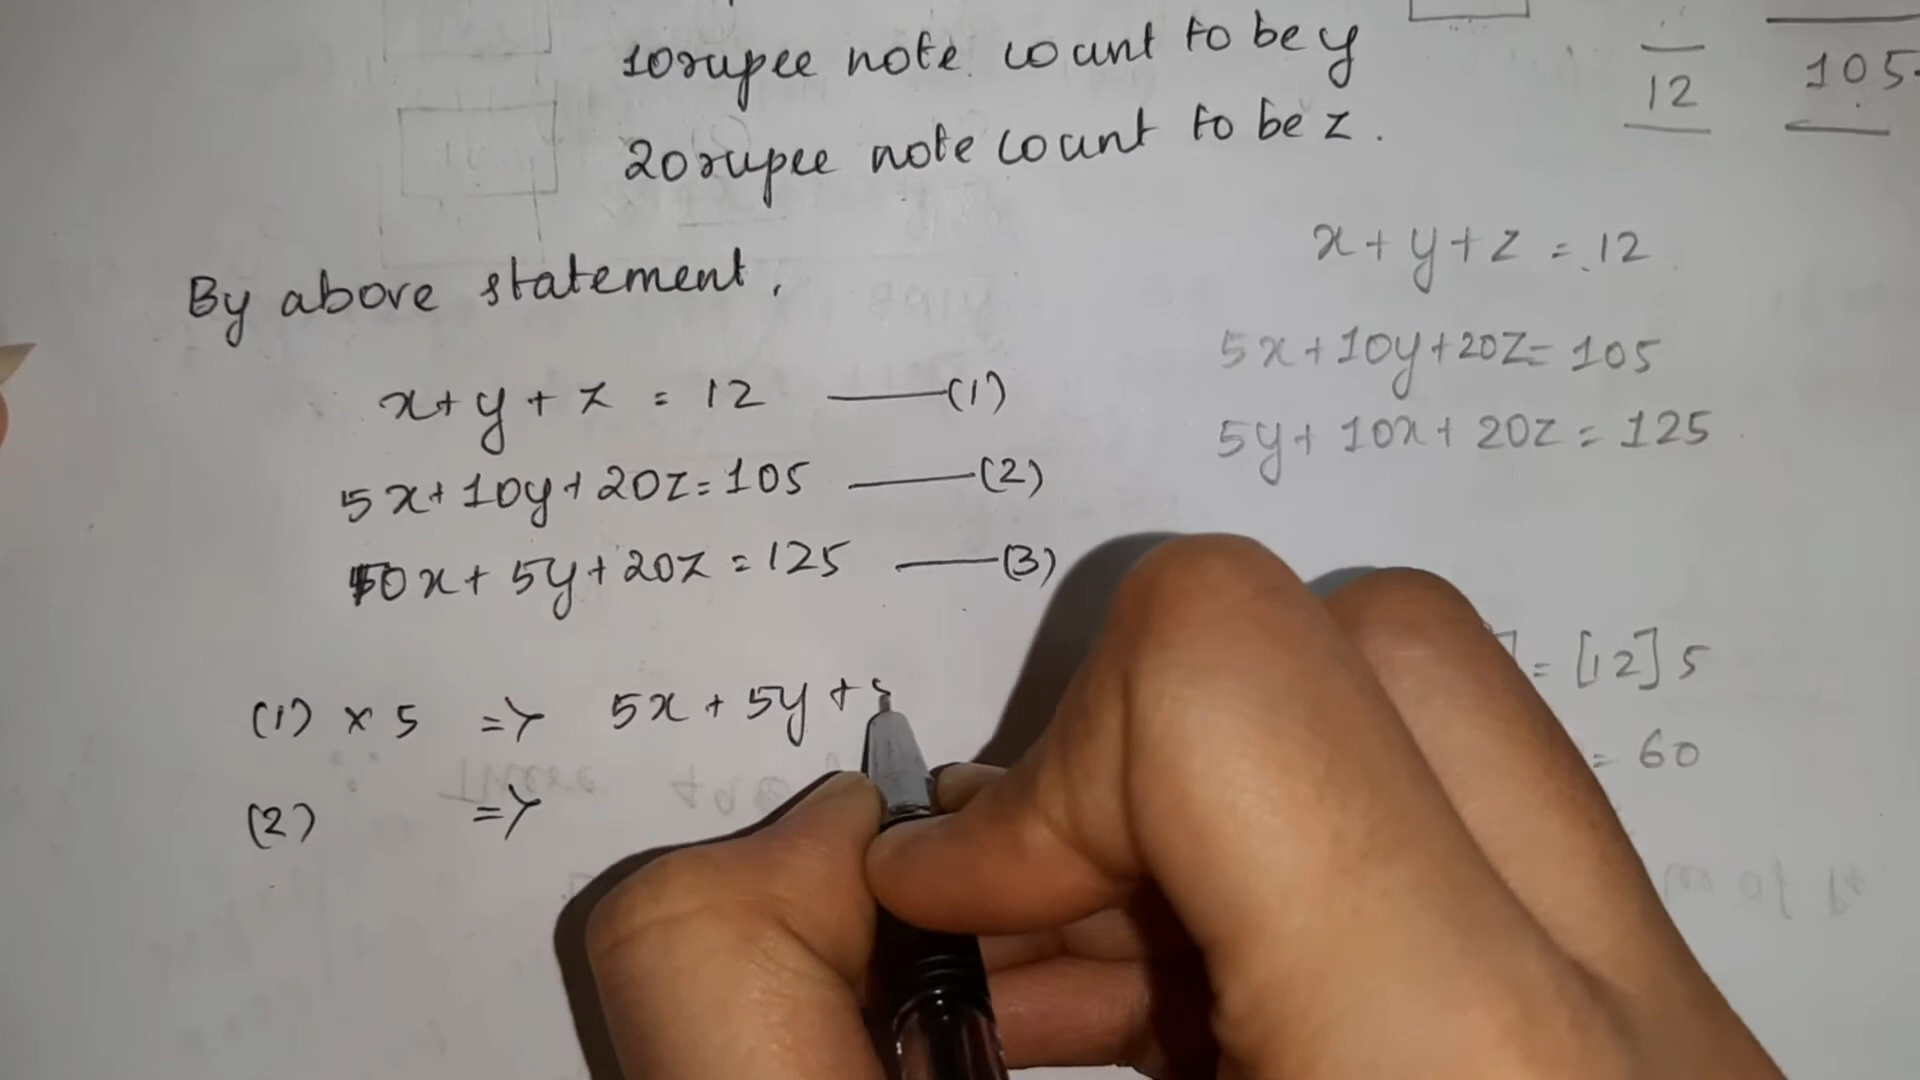 10rupee note count to be y
20rupee note count to be z.
12
105
By above statement,
x+y+z = 12 ——(1)
5x+10y+20z=105 ——(2)
10x+5y+20z=125 ——(3)
x+y+z = 12
5x+10y+20z=105
5y+10x+20z=125
(1) × 5 => 5x+5y+
(2) =>
] = [12] 5
= 60